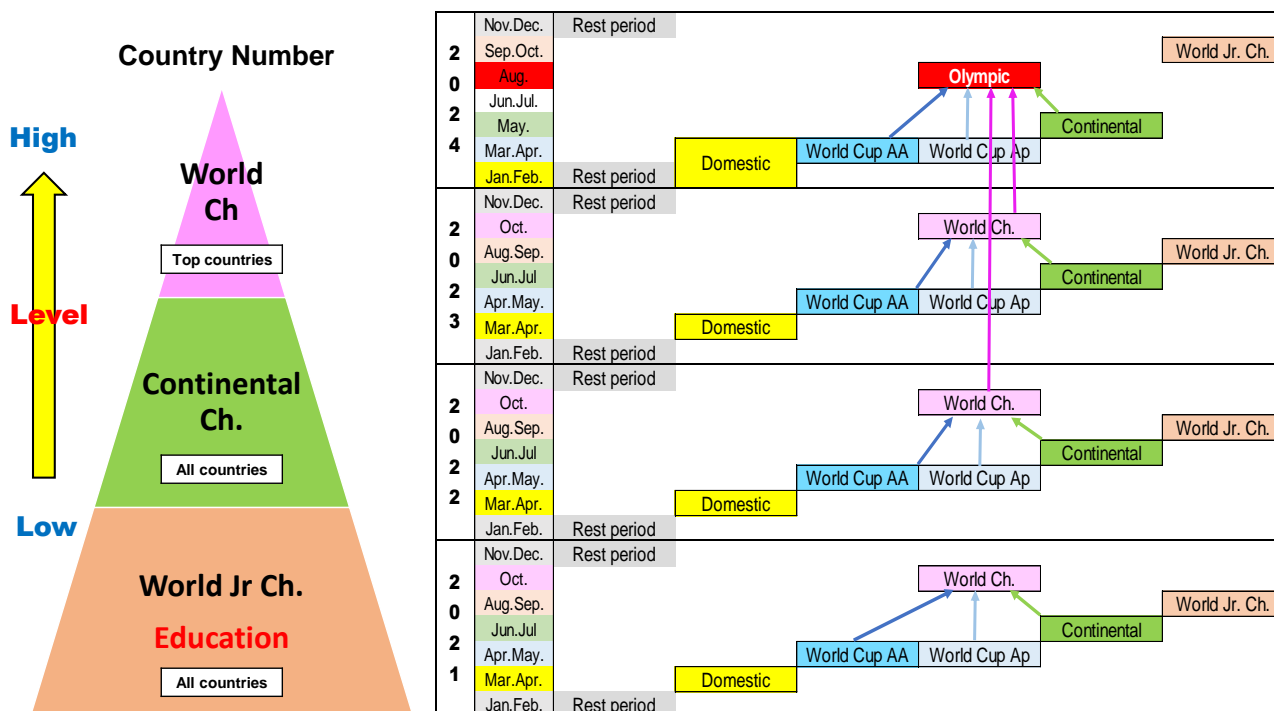 Country Number
High
Level
Low
World
Ch
Top countries
Continental
Ch.
All countries
World Jr Ch.
Education
All countries
2
0
2
4
Nov.Dec. Rest period
Sep.Oct. World Jr. Ch.
Aug. Olympic
Jun.Jul.
May. Continental
Mar.Apr. Domestic World Cup AA World Cup Ap
Jan.Feb. Rest period
2
0
2
3
Nov.Dec. Rest period
Oct. World Ch.
Aug.Sep. World Jr. Ch.
Jun.Jul Continental
Apr.May. World Cup AA World Cup Ap
Mar.Apr. Domestic
Jan.Feb. Rest period
2
0
2
2
Nov.Dec. Rest period
Oct. World Ch.
Aug.Sep. World Jr. Ch.
Jun.Jul Continental
Apr.May. World Cup AA World Cup Ap
Mar.Apr. Domestic
Jan.Feb. Rest period
2
0
2
1
Nov.Dec. Rest period
Oct. World Ch.
Aug.Sep. World Jr. Ch.
Jun.Jul Continental
Apr.May. World Cup AA World Cup Ap
Mar.Apr. Domestic
Jan.Feb. Rest period